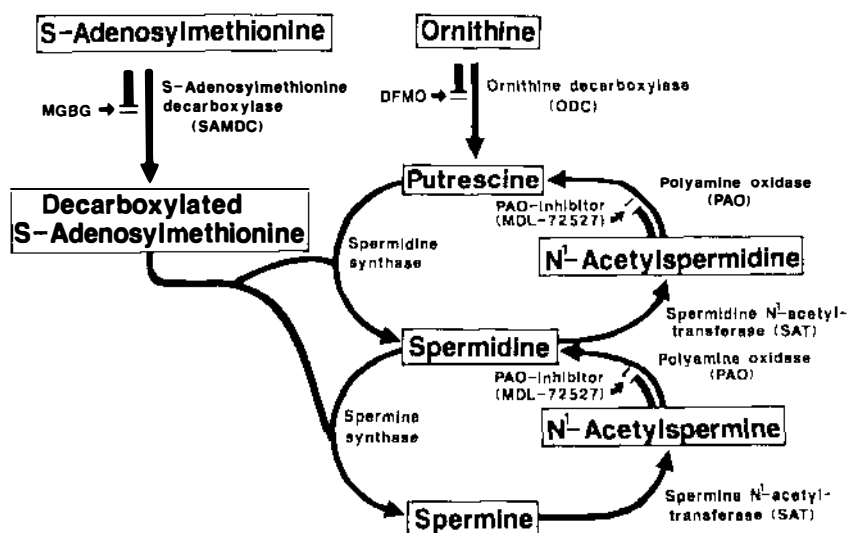 S-Adenosylmethionine
Ornithine
MGBG
S-Adenosylmethionine
decarboxylase
(SAMDC)
DFMO
Ornithine decarboxylase
(ODC)
Decarboxylated
S-Adenosylmethionine
Putrescine
PAO-Inhibitor
(MDL-72527)
Polyamine oxidase
(PAO)
Spermidine
synthase
N¹-Acetylspermidine
Spermidine N¹-acetyl-
transferase (SAT)
Spermidine
PAO-Inhibitor
(MDL-72527)
Polyamine oxidase
(PAO)
Spermine
synthase
N¹-Acetylspermine
Spermine N¹-acetyl-
transferase (SAT)
Spermine